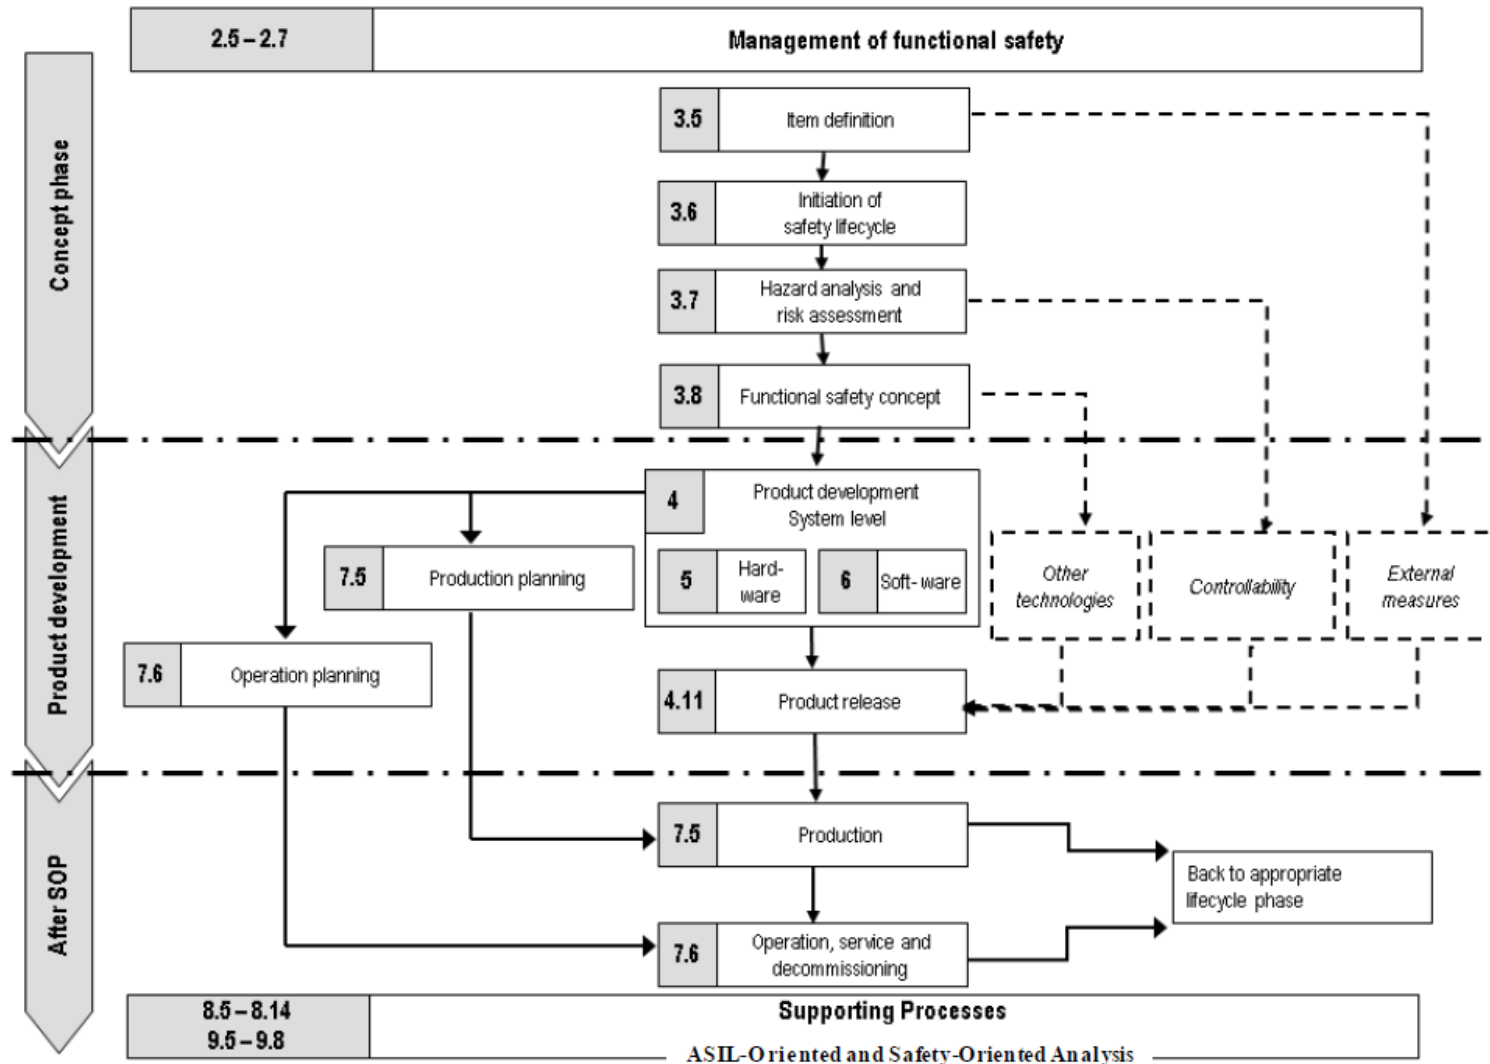 2.5 – 2.7
Management of functional safety
Concept phase
3.5
Item definition
3.6
Initiation of
safety lifecycle
3.7
Hazard analysis and
risk assessment
3.8
Functional safety concept
Product development
4
Product development
System level
5
Hard-
ware
6
Soft- ware
7.5
Production planning
Other
technologies
Controllability
External
measures
7.6
Operation planning
4.11
Product release
After SOP
7.5
Production
Back to appropriate
lifecycle phase
7.6
Operation, service and
decommissioning
8.5 – 8.14
9.5 – 9.8
Supporting Processes
ASIL-Oriented and Safety-Oriented Analysis